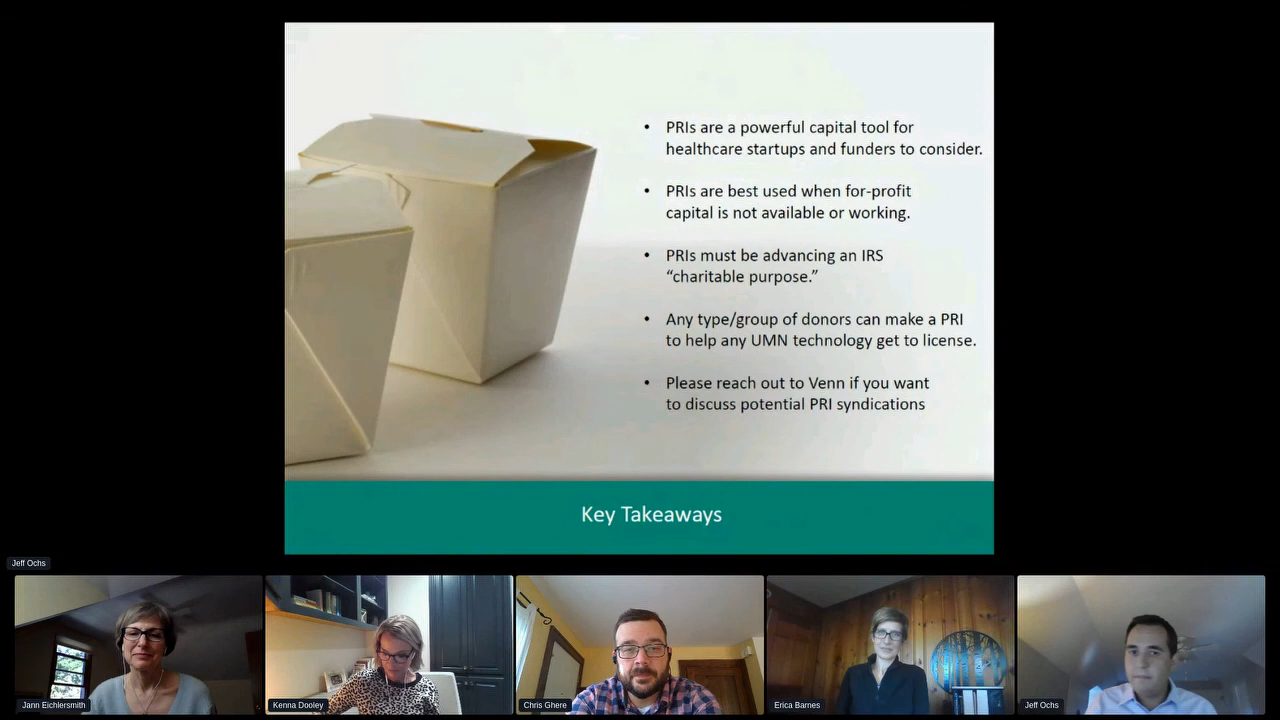 • PRIs are a powerful capital tool for
healthcare startups and funders to consider.
• PRIs are best used when for-profit
capital is not available or working.
• PRIs must be advancing an IRS
“charitable purpose.”
• Any type/group of donors can make a PRI
to help any UMN technology get to license.
• Please reach out to Venn if you want
to discuss potential PRI syndications
Key Takeaways
Jeff Ochs
Jann Eichlersmith
Kenna Dooley
Chris Ghere
Erica Barnes
Jeff Ochs